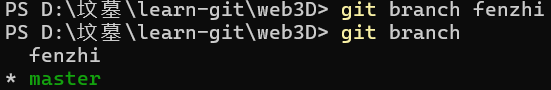 PS D:\坟墓\learn-git\web3D> git branch fenzhi
PS D:\坟墓\learn-git\web3D> git branch
  fenzhi
* master